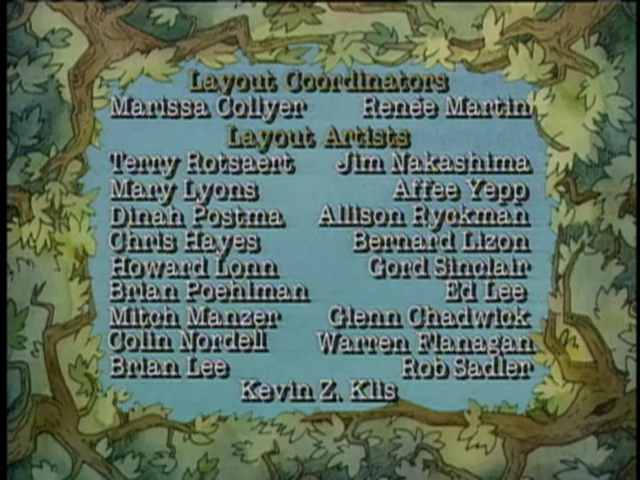 Layout Coordinators
Marissa Collyer Renée Martin
Layout Artists
Terry Rotsaert Jim Nakashima
Mary Lyons Affee Yepp
Dinah Postma Allison Ryckman
Chris Hayes Bernard Lizon
Howard Lonn Gord Sinclair
Brian Poehlman Ed Lee
Mitch Manzer Glenn Chadwick
Colin Nordell Warren Flanagan
Brian Lee Rob Sadler
Kevin Z. Klis